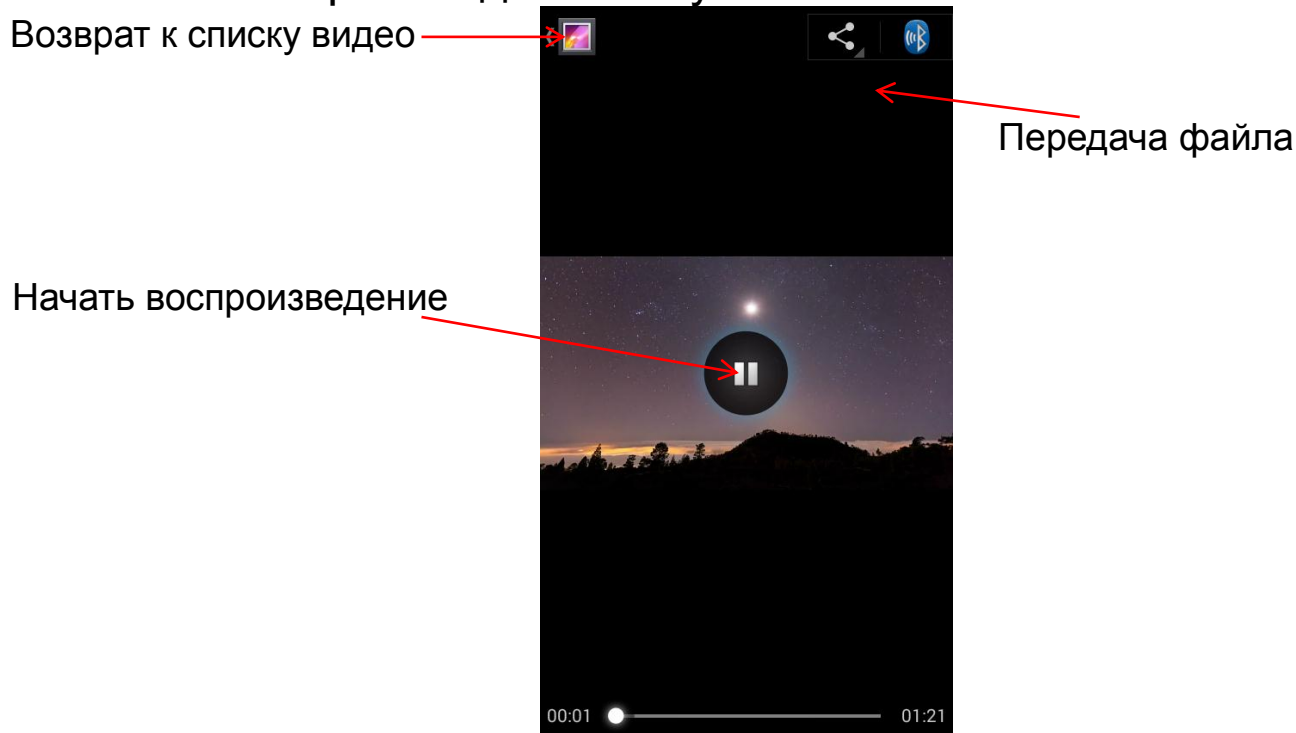 Возврат к списку видео
Передача файла
Начать воспроизведение
00:01
01:21